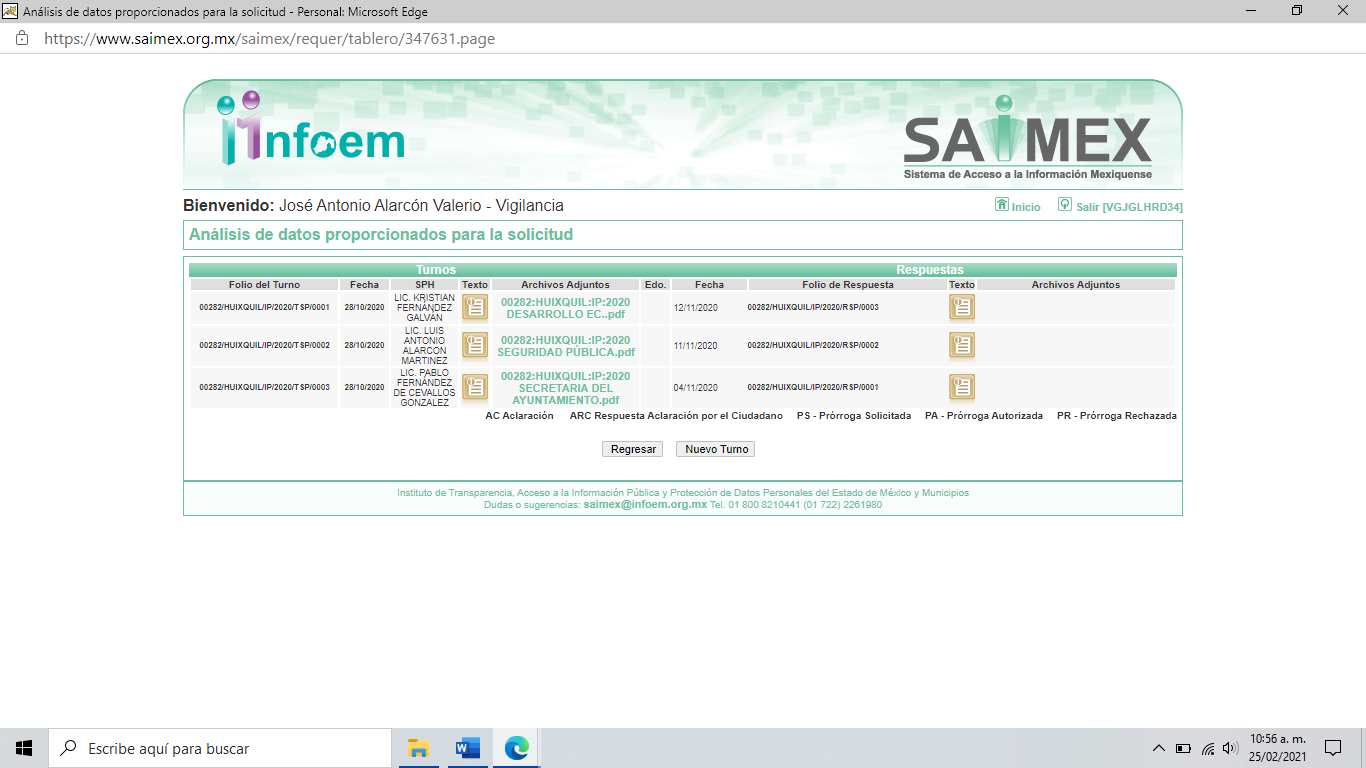 Análisis de datos proporcionados para la solicitud - Personal: Microsoft Edge
https://www.saimex.org.mx/saimex/requer/tablero/347631.page
infoem
SAIMEX
Sistema de Acceso a la Información Mexiquense
Bienvenido: José Antonio Alarcón Valerio - Vigilancia
Inicio Salir [VGJGLHRD34]
Análisis de datos proporcionados para la solicitud
Turnos Respuestas
Folio del Turno Fecha SPH Texto Archivos Adjuntos Edo. Fecha Folio de Respuesta Texto Archivos Adjuntos
00282/HUIXQUIL/IP/2020/TSP/0001 28/10/2020 LIC. KRISTIAN
FERNÁNDEZ
GALVÁN
00282:HUIXQUIL:IP:2020
DESARROLLO EC..pdf
12/11/2020 00282/HUIXQUIL/IP/2020/RSP/0003
00282/HUIXQUIL/IP/2020/TSP/0002 28/10/2020 LIC. LUIS
ANTONIO
ALARCON
MARTINEZ
00282:HUIXQUIL:IP:2020
SEGURIDAD PÚBLICA.pdf
11/11/2020 00282/HUIXQUIL/IP/2020/RSP/0002
00282/HUIXQUIL/IP/2020/TSP/0003 28/10/2020 LIC. PABLO
FERNÁNDEZ
DE CEVALLOS
GONZALEZ
00282:HUIXQUIL:IP:2020
SECRETARIA DEL
AYUNTAMIENTO.pdf
04/11/2020 00282/HUIXQUIL/IP/2020/RSP/0001
AC Aclaración ARC Respuesta Aclaración por el Ciudadano PS - Prórroga Solicitada PA - Prórroga Autorizada PR - Prórroga Rechazada
Regresar Nuevo Turno
Instituto de Transparencia, Acceso a la Información Pública y Protección de Datos Personales del Estado de México y Municipios
Dudas o sugerencias: saimex@infoem.org.mx Tel. 01 800 8210441 (01 722) 2261980
Escribe aquí para buscar
10:56 a. m.
25/02/2021